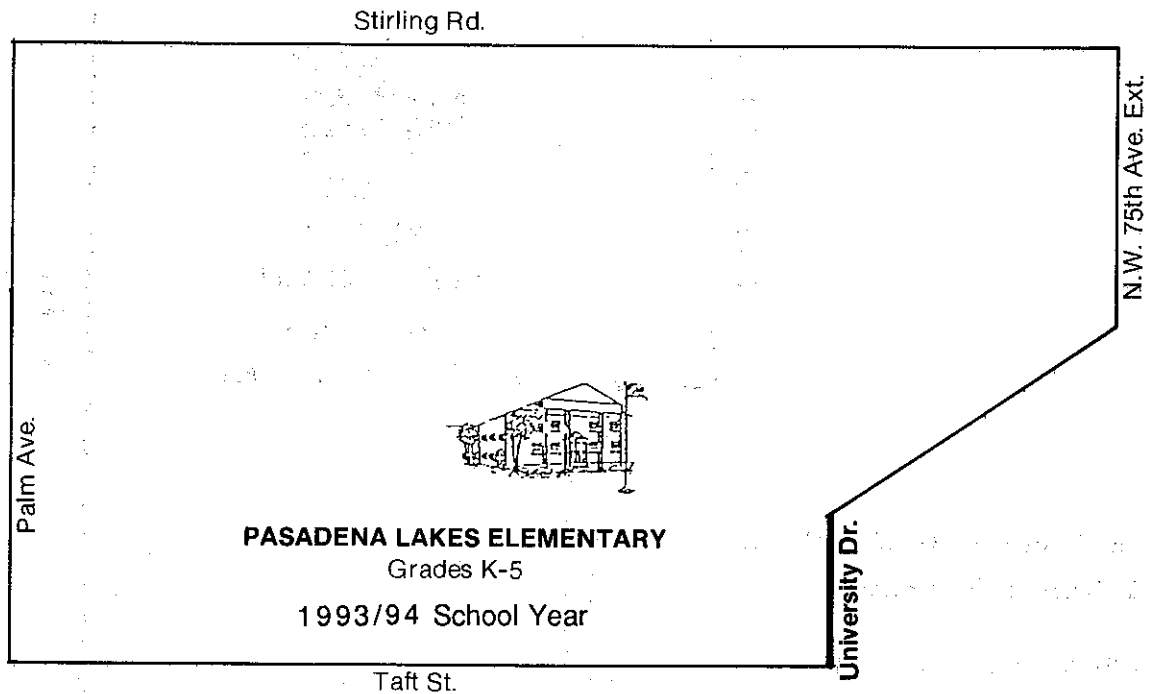 Stirling Rd.
N.W. 75th Ave. Ext.
Palm Ave.
PASADENA LAKES ELEMENTARY
Grades K-5
1993/94 School Year
University Dr.
Taft St.